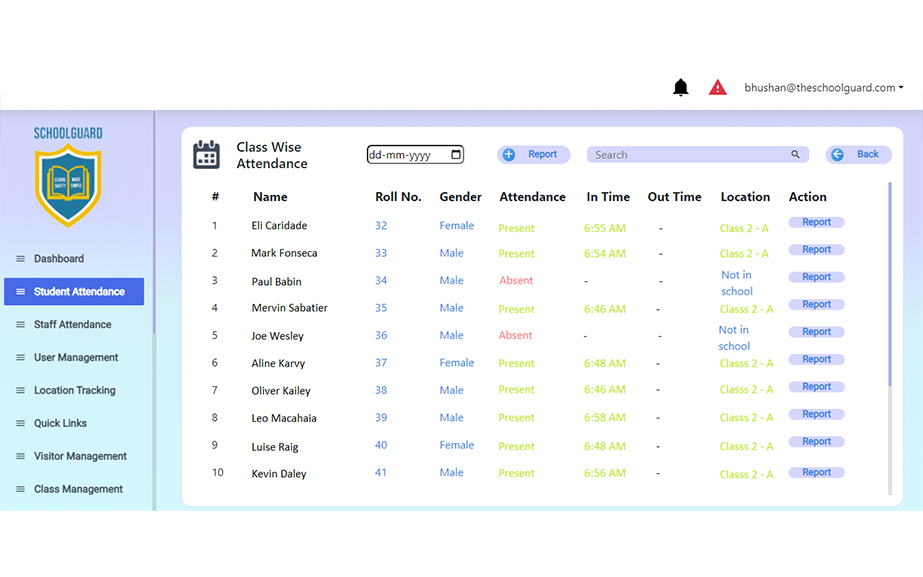 bhushan@theschoolguard.com
SCHOOLGUARD
SCHOOL MADE
SAFETY SIMPLE
Dashboard
Student Attendance
Staff Attendance
User Management
Location Tracking
Quick Links
Visitor Management
Class Management
Class Wise
Attendance
dd-mm-yyyy
Report
Search
Back
# Name Roll No. Gender Attendance In Time Out Time Location Action
1 Eli Caridade 32 Female Present 6:55 AM - Class 2 - A Report
2 Mark Fonseca 33 Male Present 6:54 AM - Class 2 - A Report
3 Paul Babin 34 Male Absent - - Not in school Report
4 Mervin Sabatier 35 Male Present 6:46 AM - Classs 2 - A Report
5 Joe Wesley 36 Male Absent - - Not in school Report
6 Aline Karvy 37 Female Present 6:48 AM - Classs 2 - A Report
7 Oliver Kailey 38 Male Present 6:46 AM - Classs 2 - A Report
8 Leo Macahaia 39 Male Present 6:58 AM - Classs 2 - A Report
9 Luise Raig 40 Female Present 6:48 AM - Classs 2 - A Report
10 Kevin Daley 41 Male Present 6:56 AM - Classs 2 - A Report